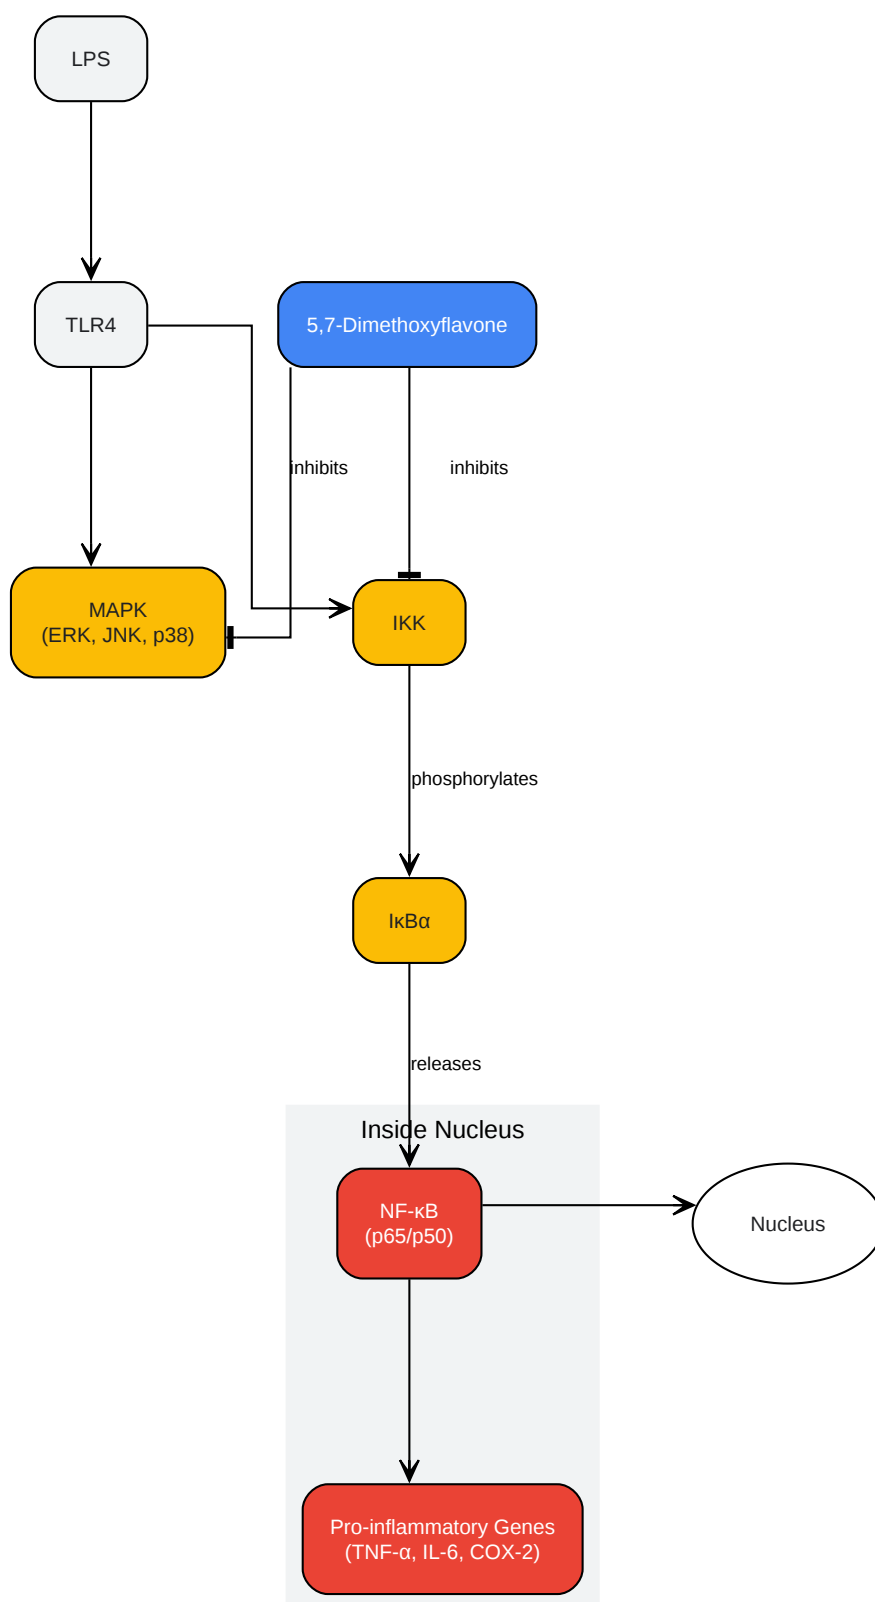 LPS
TLR4
5,7-Dimethoxyflavone
inhibits
inhibits
MAPK
(ERK, JNK, p38)
IKK
phosphorylates
IκBα
releases
Inside Nucleus
NF-κB
(p65/p50)
Nucleus
Pro-inflammatory Genes
(TNF-α, IL-6, COX-2)